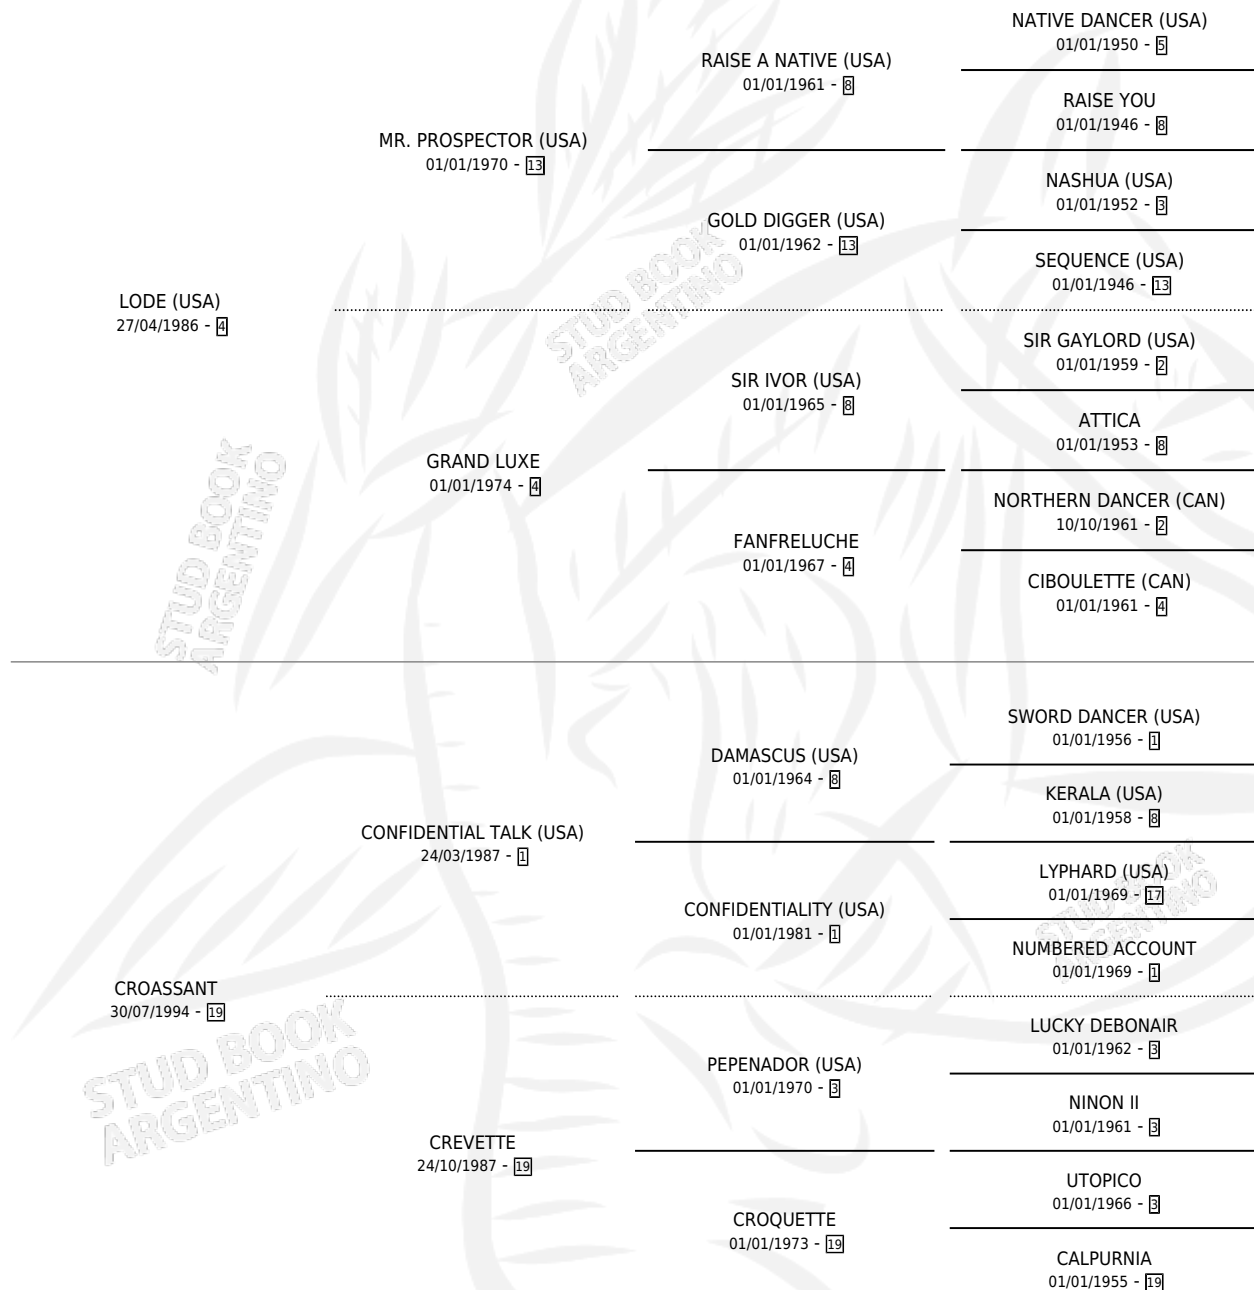 NATIVE DANCER (USA)
01/01/1950 - 5
RAISE A NATIVE (USA)
01/01/1961 - 8
RAISE YOU
01/01/1946 - 8
MR. PROSPECTOR (USA)
01/01/1970 - 13
NASHUA (USA)
01/01/1952 - 3
GOLD DIGGER (USA)
01/01/1962 - 13
SEQUENCE (USA)
01/01/1946 - 13
LODE (USA)
27/04/1986 - 4
SIR GAYLORD (USA)
01/01/1959 - 2
SIR IVOR (USA)
01/01/1965 - 8
ATTICA
01/01/1953 - 8
GRAND LUXE
01/01/1974 - 4
NORTHERN DANCER (CAN)
10/10/1961 - 2
FANFRELUCHE
01/01/1967 - 4
CIBOULETTE (CAN)
01/01/1961 - 4
SWORD DANCER (USA)
01/01/1956 - 1
DAMASCUS (USA)
01/01/1964 - 8
KERALA (USA)
01/01/1958 - 8
CONFIDENTIAL TALK (USA)
24/03/1987 - 1
LYPHARD (USA)
01/01/1969 - 17
CONFIDENTIALITY (USA)
01/01/1981 - 1
NUMBERED ACCOUNT
01/01/1969 - 1
CROASSANT
30/07/1994 - 19
LUCKY DEBONAIR
01/01/1962 - 3
PEPENADOR (USA)
01/01/1970 - 3
NINON II
01/01/1961 - 3
CREVETTE
24/10/1987 - 19
UTOPICO
01/01/1966 - 3
CROQUETTE
01/01/1973 - 19
CALPURNIA
01/01/1955 - 19
STUD BOOK
ARGENTINO
STUD BOOK
ARGENTINO
STUD BOOK
ARGENTINO
STUD BOOK
ARGENTINO